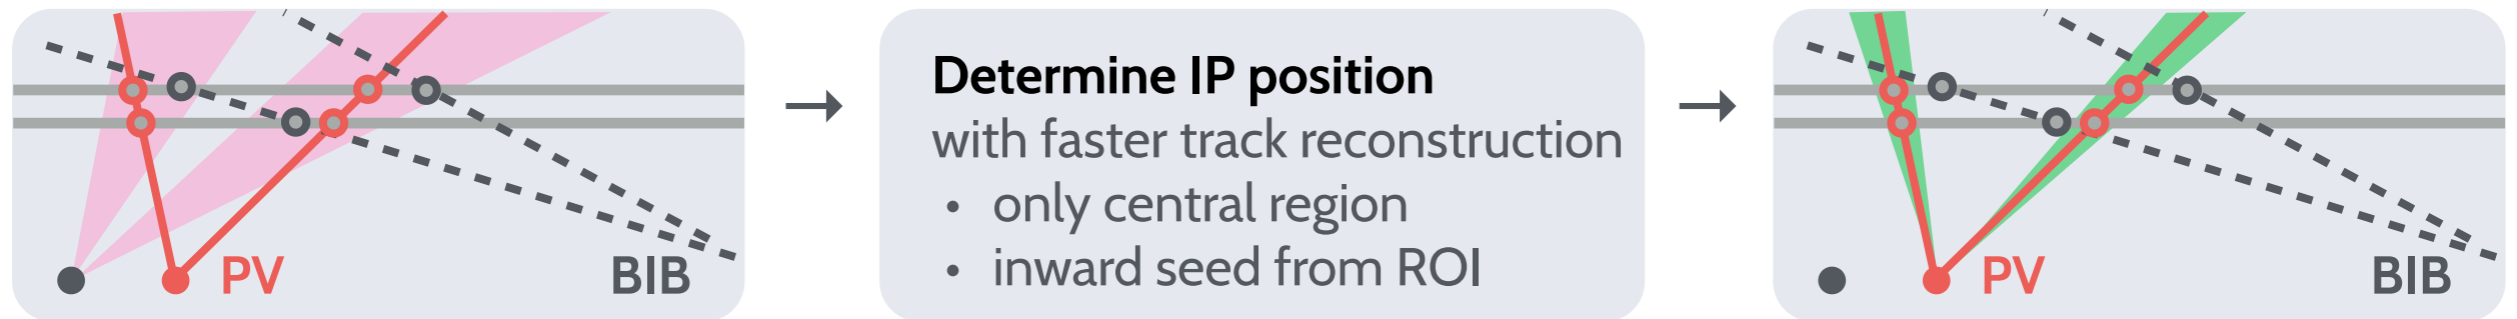 PV
BIB
Determine IP position
with faster track reconstruction
• only central region
• inward seed from ROI
PV
BIB